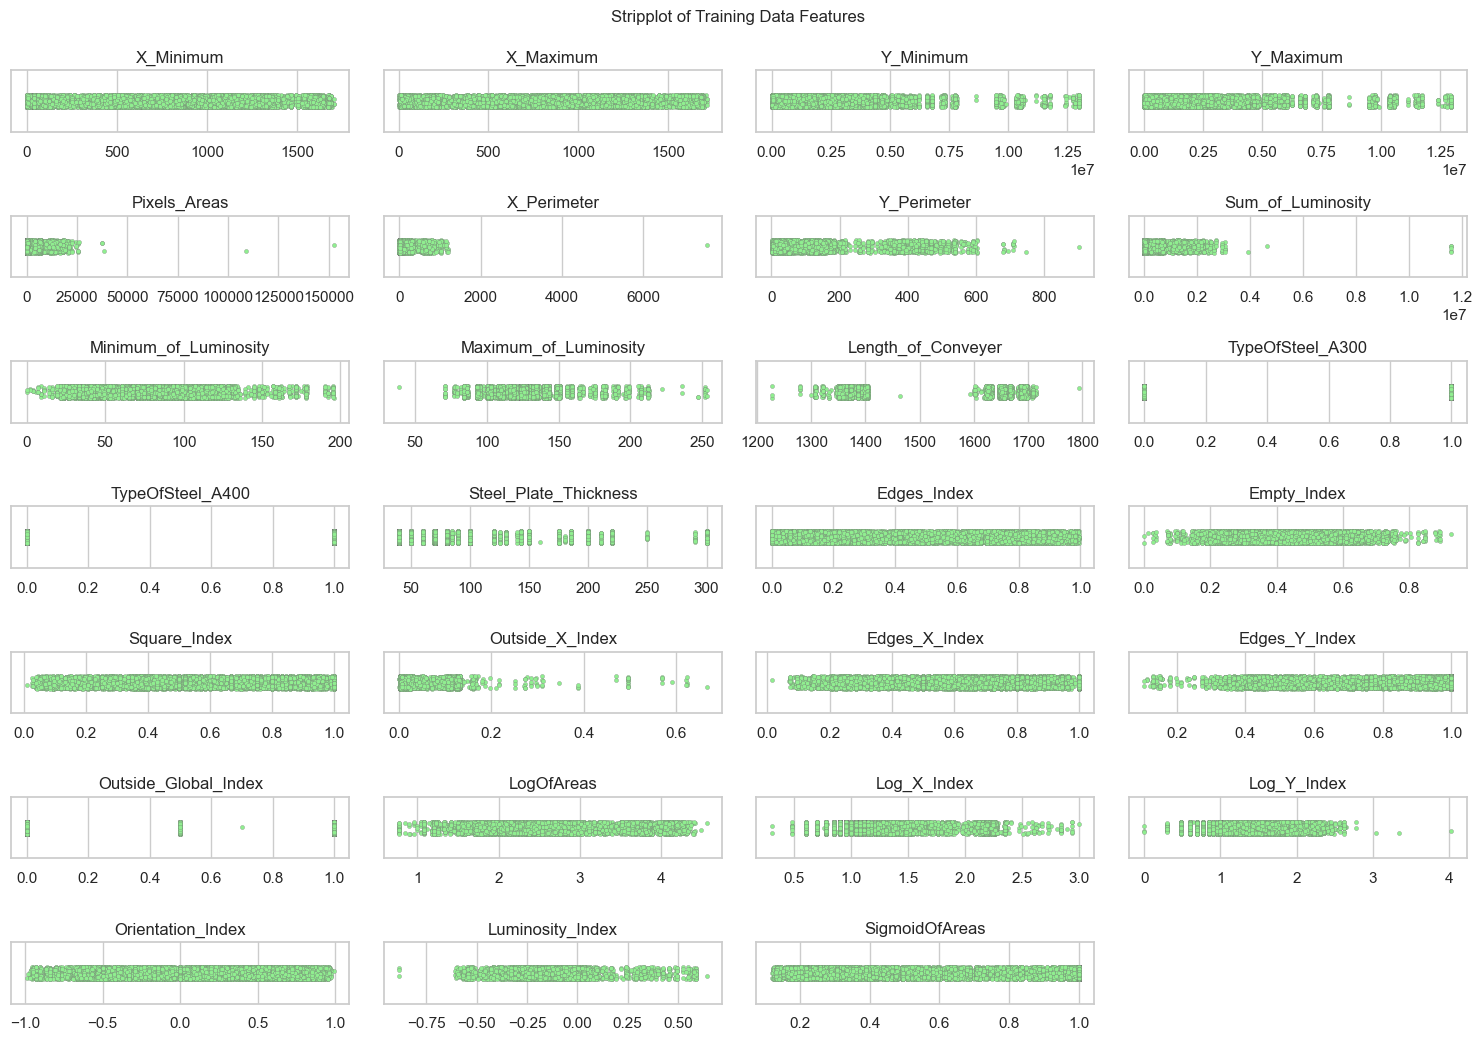 Stripplot of Training Data Features
X_Minimum X_Maximum Y_Minimum Y_Maximum
0 500 1000 1500 0 500 1000 1500 0.00 0.25 0.50 0.75 1.00 1.25 0.00 0.25 0.50 0.75 1.00 1.25
1e7 1e7
Pixels_Areas X_Perimeter Y_Perimeter Sum_of_Luminosity
0 25000 50000 75000 100000 125000 150000 0 2000 4000 6000 0 200 400 600 800 0.0 0.2 0.4 0.6 0.8 1.0 1.2
1e7
Minimum_of_Luminosity Maximum_of_Luminosity Length_of_Conveyer TypeOfSteel_A300
0 50 100 150 200 50 100 150 200 250 1200 1300 1400 1500 1600 1700 1800 0.0 0.2 0.4 0.6 0.8 1.0
TypeOfSteel_A400 Steel_Plate_Thickness Edges_Index Empty_Index
0.0 0.2 0.4 0.6 0.8 1.0 50 100 150 200 250 300 0.0 0.2 0.4 0.6 0.8 1.0 0.0 0.2 0.4 0.6 0.8
Square_Index Outside_X_Index Edges_X_Index Edges_Y_Index
0.0 0.2 0.4 0.6 0.8 1.0 0.0 0.2 0.4 0.6 0.0 0.2 0.4 0.6 0.8 1.0 0.2 0.4 0.6 0.8 1.0
Outside_Global_Index LogOfAreas Log_X_Index Log_Y_Index
0.0 0.2 0.4 0.6 0.8 1.0 1 2 3 4 0.5 1.0 1.5 2.0 2.5 3.0 0 1 2 3 4
Orientation_Index Luminosity_Index SigmoidOfAreas
−1.0 −0.5 0.0 0.5 1.0 −0.75 −0.50 −0.25 0.00 0.25 0.50 0.2 0.4 0.6 0.8 1.0